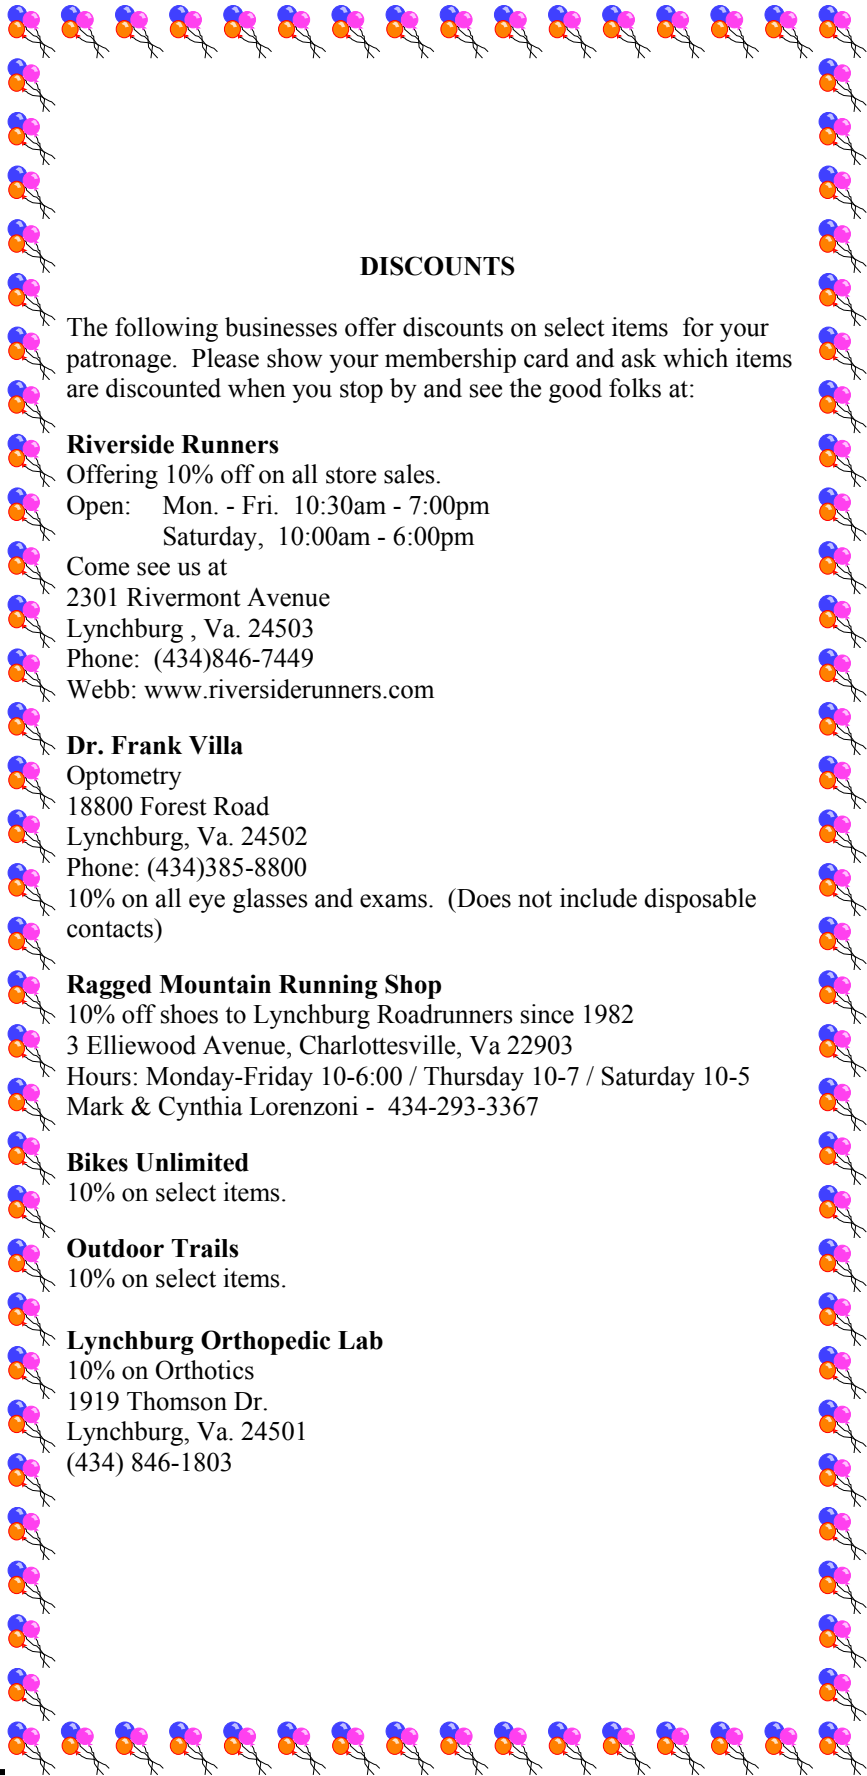 DISCOUNTS
The following businesses offer discounts on select items  for your
patronage.  Please show your membership card and ask which items
are discounted when you stop by and see the good folks at:
Riverside Runners
Offering 10% off on all store sales.
Open:    Mon. - Fri.  10:30am - 7:00pm
Saturday,  10:00am - 6:00pm
Come see us at
2301 Rivermont Avenue
Lynchburg , Va. 24503
Phone:  (434)846-7449
Webb: www.riversiderunners.com
Dr. Frank Villa
Optometry
18800 Forest Road
Lynchburg, Va. 24502
Phone: (434)385-8800
10% on all eye glasses and exams.  (Does not include disposable
contacts)
Ragged Mountain Running Shop
10% off shoes to Lynchburg Roadrunners since 1982
3 Elliewood Avenue, Charlottesville, Va 22903
Hours: Monday-Friday 10-6:00 / Thursday 10-7 / Saturday 10-5
Mark & Cynthia Lorenzoni -  434-293-3367
Bikes Unlimited
10% on select items.
Outdoor Trails
10% on select items.
Lynchburg Orthopedic Lab
10% on Orthotics
1919 Thomson Dr.
Lynchburg, Va. 24501
(434) 846-1803